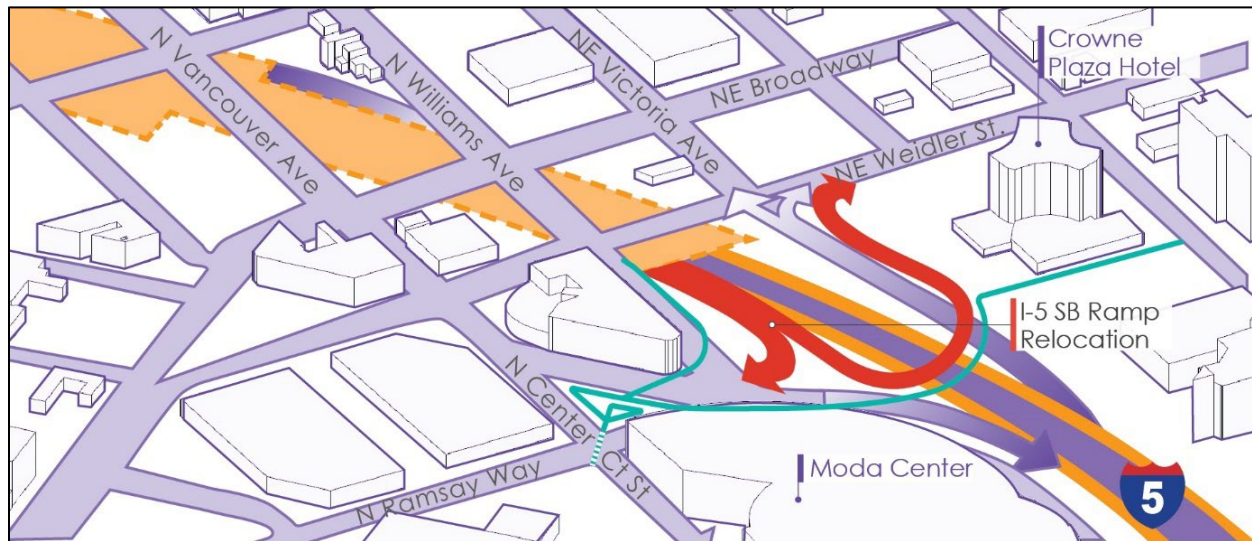 N Vancouver Ave
N Williams Ave
NE Victoria Ave
NE Broadway
Crowne
Plaza Hotel
NE Weidler St.
I-5 SB Ramp
Relocation
N Center Ct St
N Ramsay Way
Moda Center
5